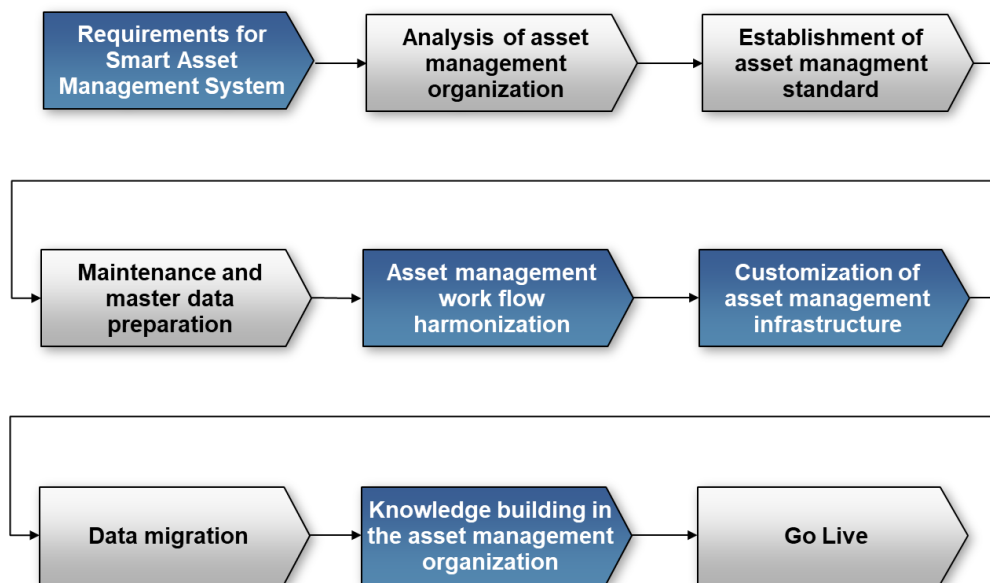 Requirements for
Smart Asset
Management System
Analysis of asset
management
organization
Establishment of
asset managment
standard
Maintenance and
master data
preparation
Asset management
work flow
harmonization
Customization of
asset management
infrastructure
Data migration
Knowledge building in
the asset management
organization
Go Live